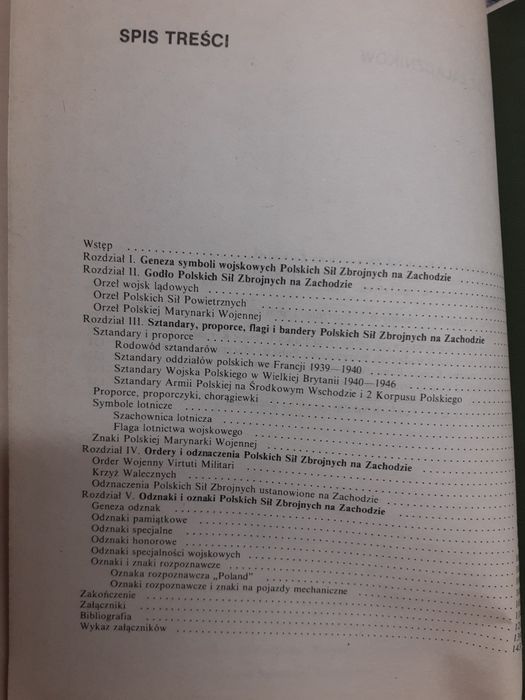 SPIS TREŚCI
Wstęp
Rozdział I. Geneza symboli wojskowych Polskich Sił Zbrojnych na Zachodzie
Rozdział II. Godło Polskich Sił Zbrojnych na Zachodzie
Orzeł wojsk lądowych
Orzeł Polskich Sił Powietrznych
Orzeł Polskiej Marynarki Wojennej
Rozdział III. Sztandary, proporce, flagi i bandery Polskich Sił Zbrojnych na Zachodzie
Sztandary i proporce
Rodowód sztandarów
Sztandary oddziałów polskich we Francji 1939—1940
Sztandary Wojska Polskiego w Wielkiej Brytanii 1940—1946
Sztandary Armii Polskiej na Środkowym Wschodzie i 2 Korpusu Polskiego
Proporce, proporczyki, chorągiewki
Symbole lotnicze
Szachownica lotnicza
Flaga lotnictwa wojskowego
Znaki Polskiej Marynarki Wojennej
Rozdział IV. Ordery i odznaczenia Polskich Sił Zbrojnych na Zachodzie
Order Wojenny Virtuti Militari
Krzyż Walecznych
Odznaczenia Polskich Sił Zbrojnych ustanowione na Zachodzie
Rozdział V. Odznaki i oznaki Polskich Sił Zbrojnych na Zachodzie
Geneza odznak
Odznaki pamiątkowe
Odznaki specjalne
Odznaki honorowe
Odznaki specjalności wojskowych
Oznaki i znaki rozpoznawcze
Oznaka rozpoznawcza „Poland”
Oznaki rozpoznawcze i znaki na pojazdy mechaniczne
Zakończenie
Załączniki
Bibliografia
Wykaz załączników